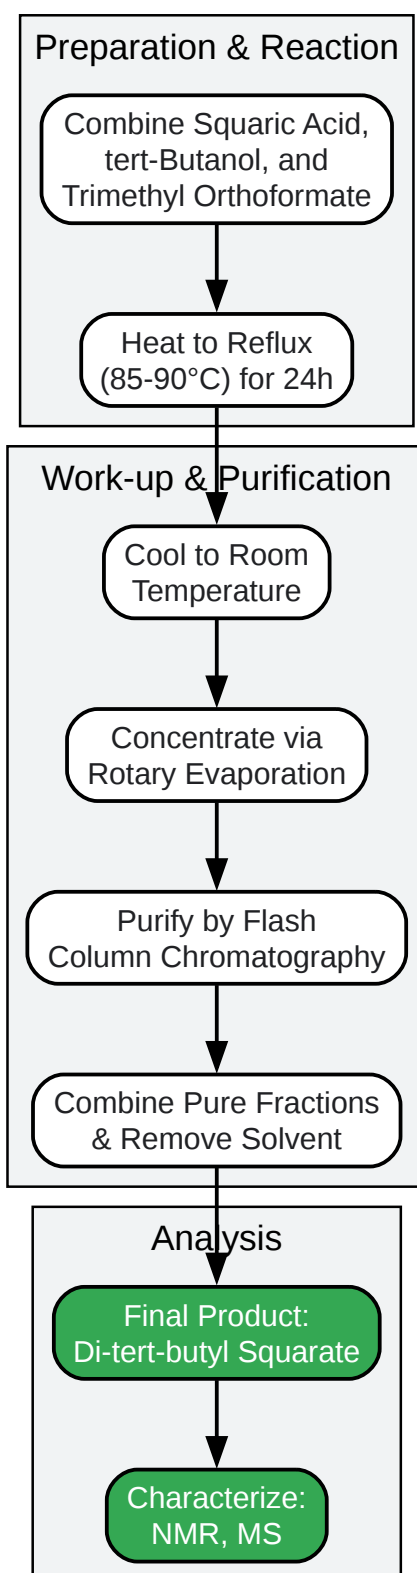 Preparation & Reaction
Combine Squaric Acid,
tert-Butanol, and
Trimethyl Orthoformate
Heat to Reflux
(85-90°C) for 24h
Work-up & Purification
Cool to Room
Temperature
Concentrate via
Rotary Evaporation
Purify by Flash
Column Chromatography
Combine Pure Fractions
& Remove Solvent
Analysis
Final Product:
Di-tert-butyl Squarate
Characterize:
NMR, MS